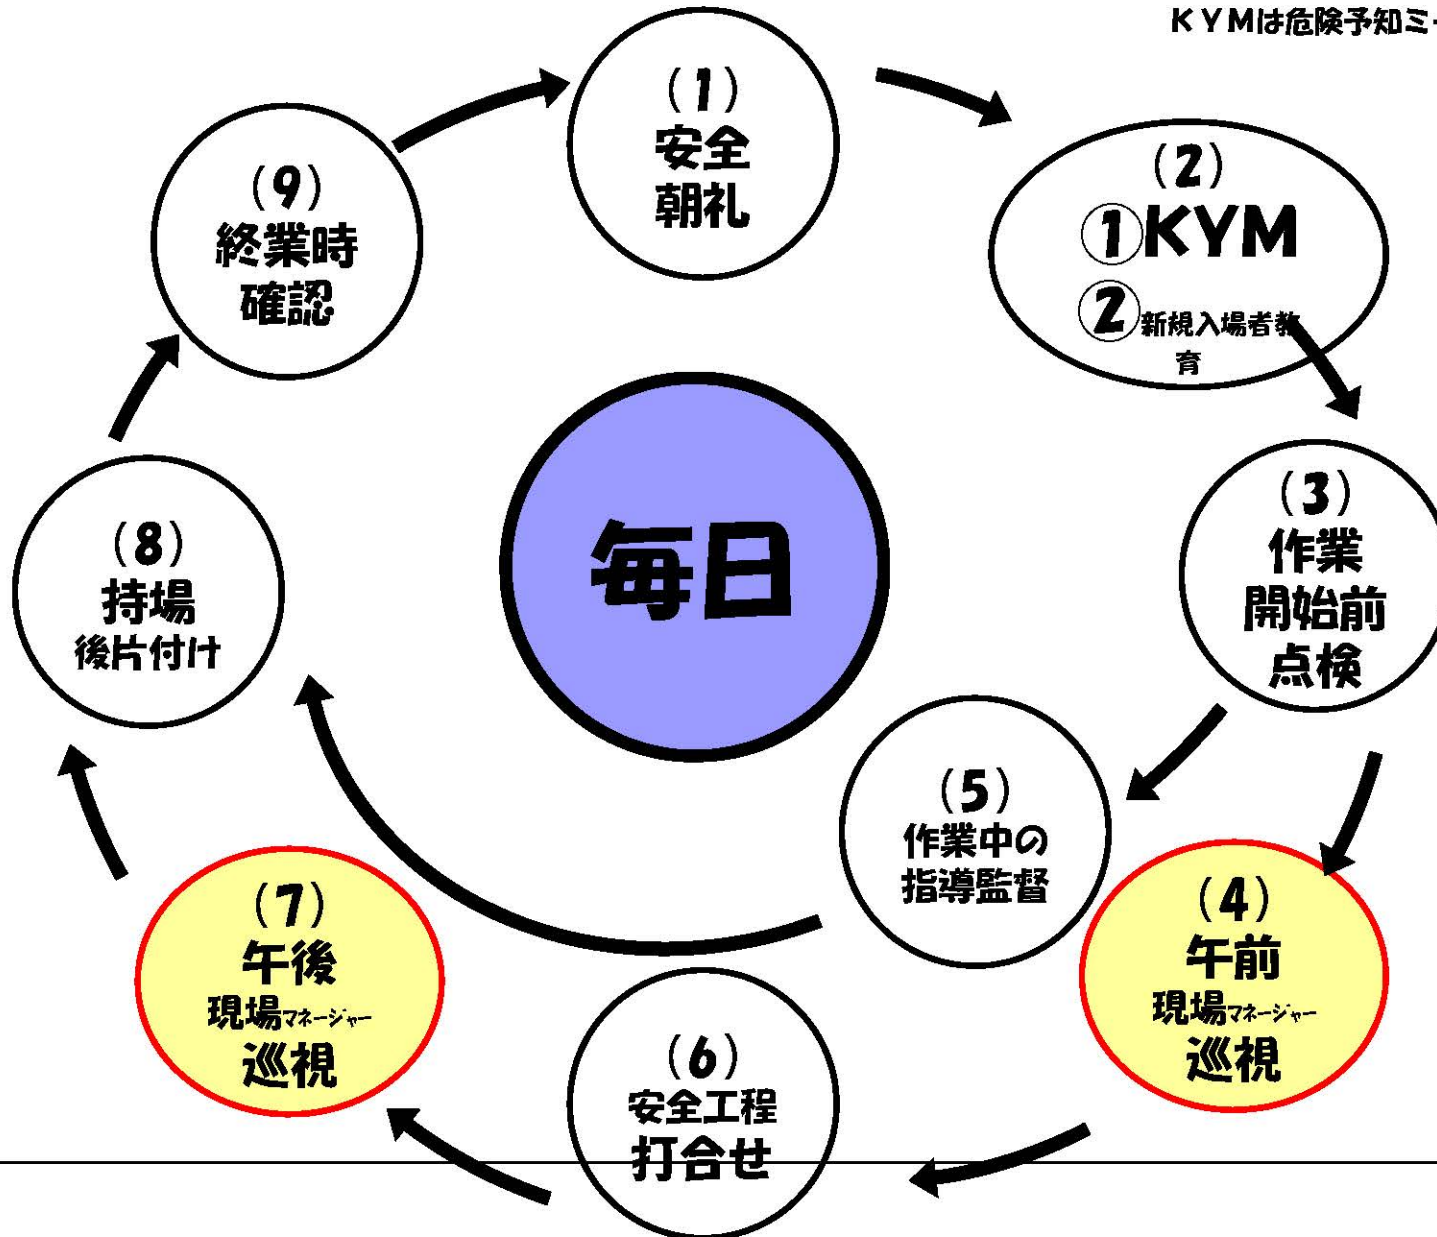 KYMは危険予知ミ
(1)
安全
朝礼
(2)
①KYM
②新規入場者教
育
(3)
作業
開始前
点検
(4)
午前
現場マネージャー
巡視
(5)
作業中の
指導監督
(6)
安全工程
打合せ
(7)
午後
現場マネージャー
巡視
(8)
持場
後片付け
(9)
終業時
確認
毎日